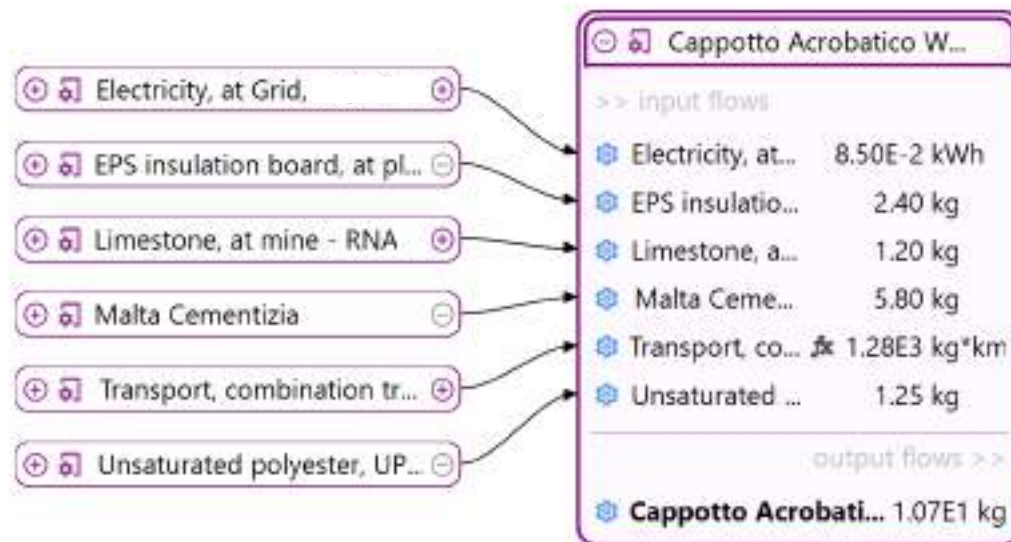 Electricity, at Grid,
EPS insulation board, at pl...
Limestone, at mine - RNA
Malta Cementizia
Transport, combination tr...
Unsaturated polyester, UP...
Cappotto Acrobatico W...
>> input flows
Electricity, at... 8.50E-2 kWh
EPS insulatio... 2.40 kg
Limestone, a... 1.20 kg
Malta Ceme... 5.80 kg
Transport, co... fx 1.28E3 kg*km
Unsaturated ... 1.25 kg
output flows >>
Cappotto Acrobati... 1.07E1 kg